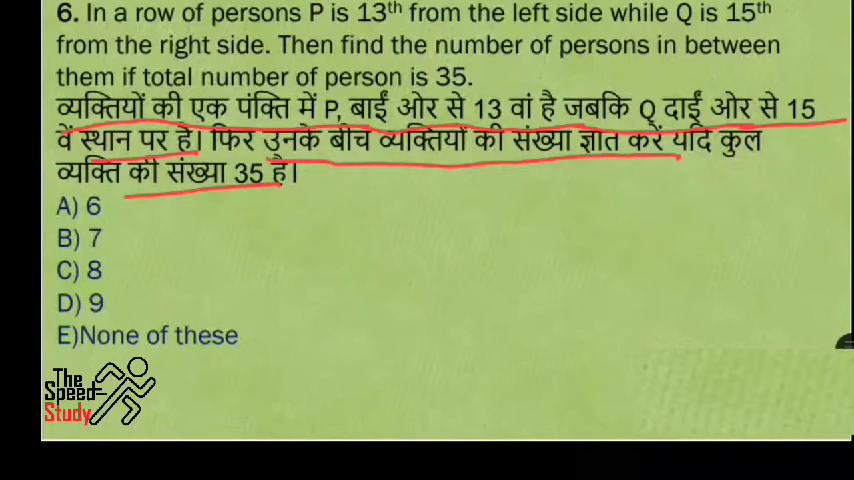 6. In a row of persons P is 13th from the left side while Q is 15th
from the right side. Then find the number of persons in between
them if total number of person is 35.
व्यक्तियों की एक पंक्ति में P, बाईं ओर से 13 वां है जबकि Q दाईं ओर से 15
वें स्थान पर है। फिर उनके बीच व्यक्तियों की संख्या ज्ञात करें यदि कुल
व्यक्ति की संख्या 35 है।
A) 6
B) 7
C) 8
D) 9
E)None of these
The
Speed
Study